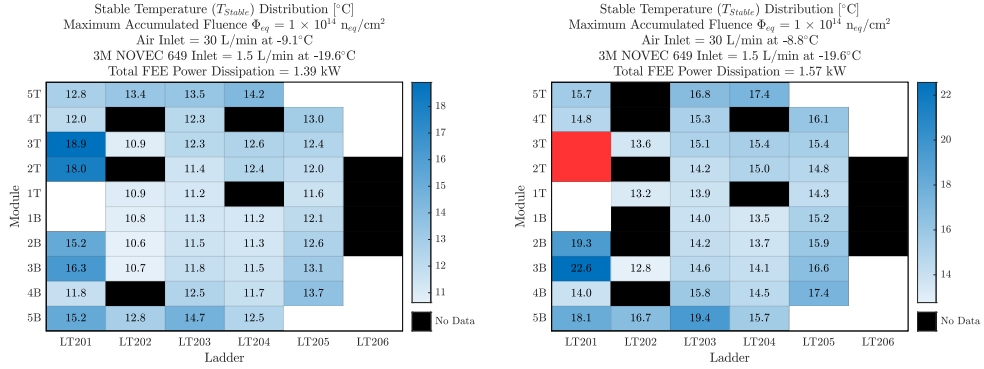 Stable Temperature (T_Stable) Distribution [°C]
Maximum Accumulated Fluence Φ_eq = 1 × 10^14 n_eq/cm^2
Air Inlet = 30 L/min at -9.1°C
3M NOVEC 649 Inlet = 1.5 L/min at -19.6°C
Total FEE Power Dissipation = 1.39 kW
5T 12.8 13.4 13.5 14.2
4T 12.0 12.3 13.0
3T 18.9 10.9 12.3 12.6 12.4
2T 18.0 11.4 12.4 12.0
1T 10.9 11.2 11.6
1B 10.8 11.3 11.2 12.1
2B 15.2 10.6 11.5 11.3 12.6
3B 16.3 10.7 11.8 11.5 13.1
4B 11.8 12.5 11.7 13.7
5B 15.2 12.8 14.7 12.5
LT201 LT202 LT203 LT204 LT205 LT206
Ladder
Module
18
17
16
15
14
13
12
11
No Data
Stable Temperature (T_Stable) Distribution [°C]
Maximum Accumulated Fluence Φ_eq = 1 × 10^14 n_eq/cm^2
Air Inlet = 30 L/min at -8.8°C
3M NOVEC 649 Inlet = 1.5 L/min at -19.6°C
Total FEE Power Dissipation = 1.57 kW
5T 15.7 16.8 17.4
4T 14.8 15.3 16.1
3T 13.6 15.1 15.4 15.4
2T 14.2 15.0 14.8
1T 13.2 13.9 14.3
1B 14.0 13.5 15.2
2B 19.3 14.2 13.7 15.9
3B 22.6 12.8 14.6 14.1 16.6
4B 14.0 15.8 14.5 17.4
5B 18.1 16.7 19.4 15.7
LT201 LT202 LT203 LT204 LT205 LT206
Ladder
Module
22
20
18
16
14
No Data